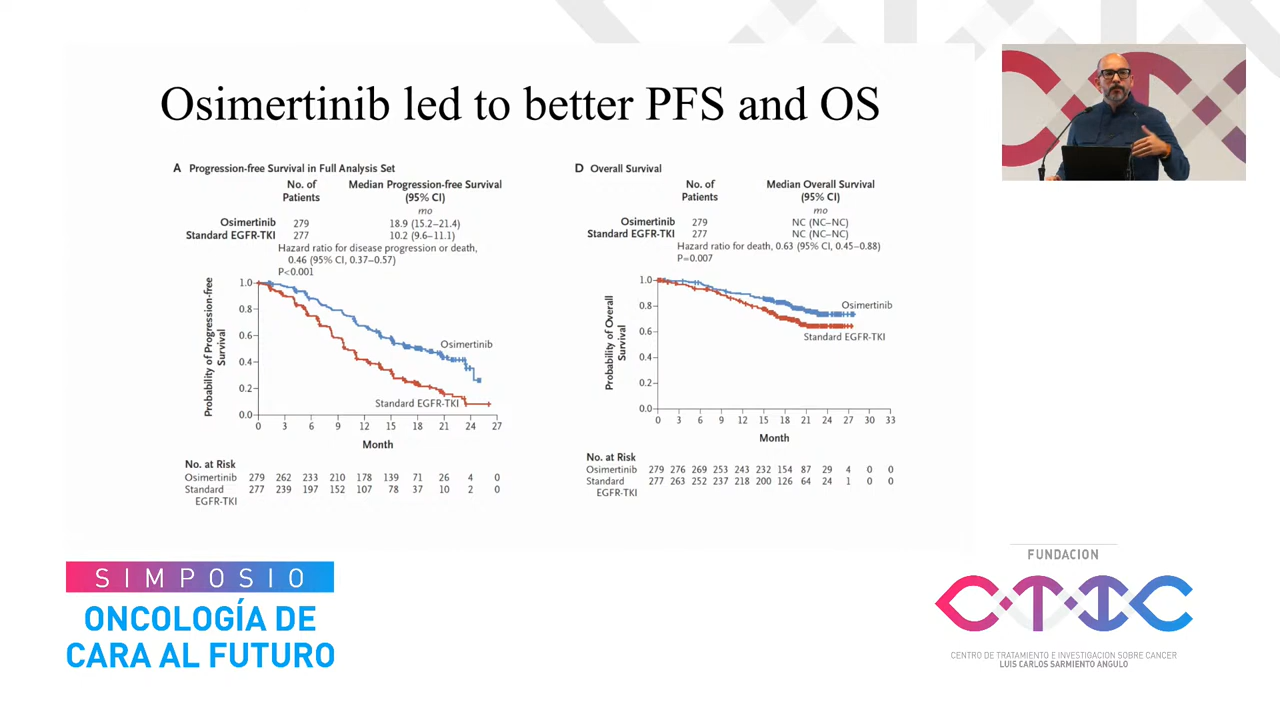 Osimertinib led to better PFS and OS
A Progression-free Survival in Full Analysis Set
No. of Patients
Median Progression-free Survival (95% CI)
mo
Osimertinib 279 18.9 (15.2–21.4)
Standard EGFR-TKI 277 10.2 (9.6–11.1)
Hazard ratio for disease progression or death,
0.46 (95% CI, 0.37–0.57)
P<0.001
Probability of Progression-free Survival
1.0
0.8
0.6
0.4
0.2
0.0
Osimertinib
Standard EGFR-TKI
0 3 6 9 12 15 18 21 24 27
Month
No. at Risk
Osimertinib 279 262 233 210 178 139 71 26 4 0
Standard 277 239 197 152 107 78 37 10 2 0
EGFR-TKI
D Overall Survival
No. of Patients
Median Overall Survival (95% CI)
mo
Osimertinib 279 NC (NC–NC)
Standard EGFR-TKI 277 NC (NC–NC)
Hazard ratio for death, 0.63 (95% CI, 0.45–0.88)
P=0.007
Probability of Overall Survival
1.0
0.8
0.6
0.4
0.2
0.0
Osimertinib
Standard EGFR-TKI
0 3 6 9 12 15 18 21 24 27 30 33
Month
No. at Risk
Osimertinib 279 276 269 253 243 232 154 87 29 4 0 0
Standard 277 263 252 237 218 200 126 64 24 1 0 0
EGFR-TKI
SIMPOSIO
ONCOLOGÍA DE
CARA AL FUTURO
FUNDACION
CTIC
CENTRO DE TRATAMIENTO E INVESTIGACION SOBRE CANCER
LUIS CARLOS SARMIENTO ANGULO